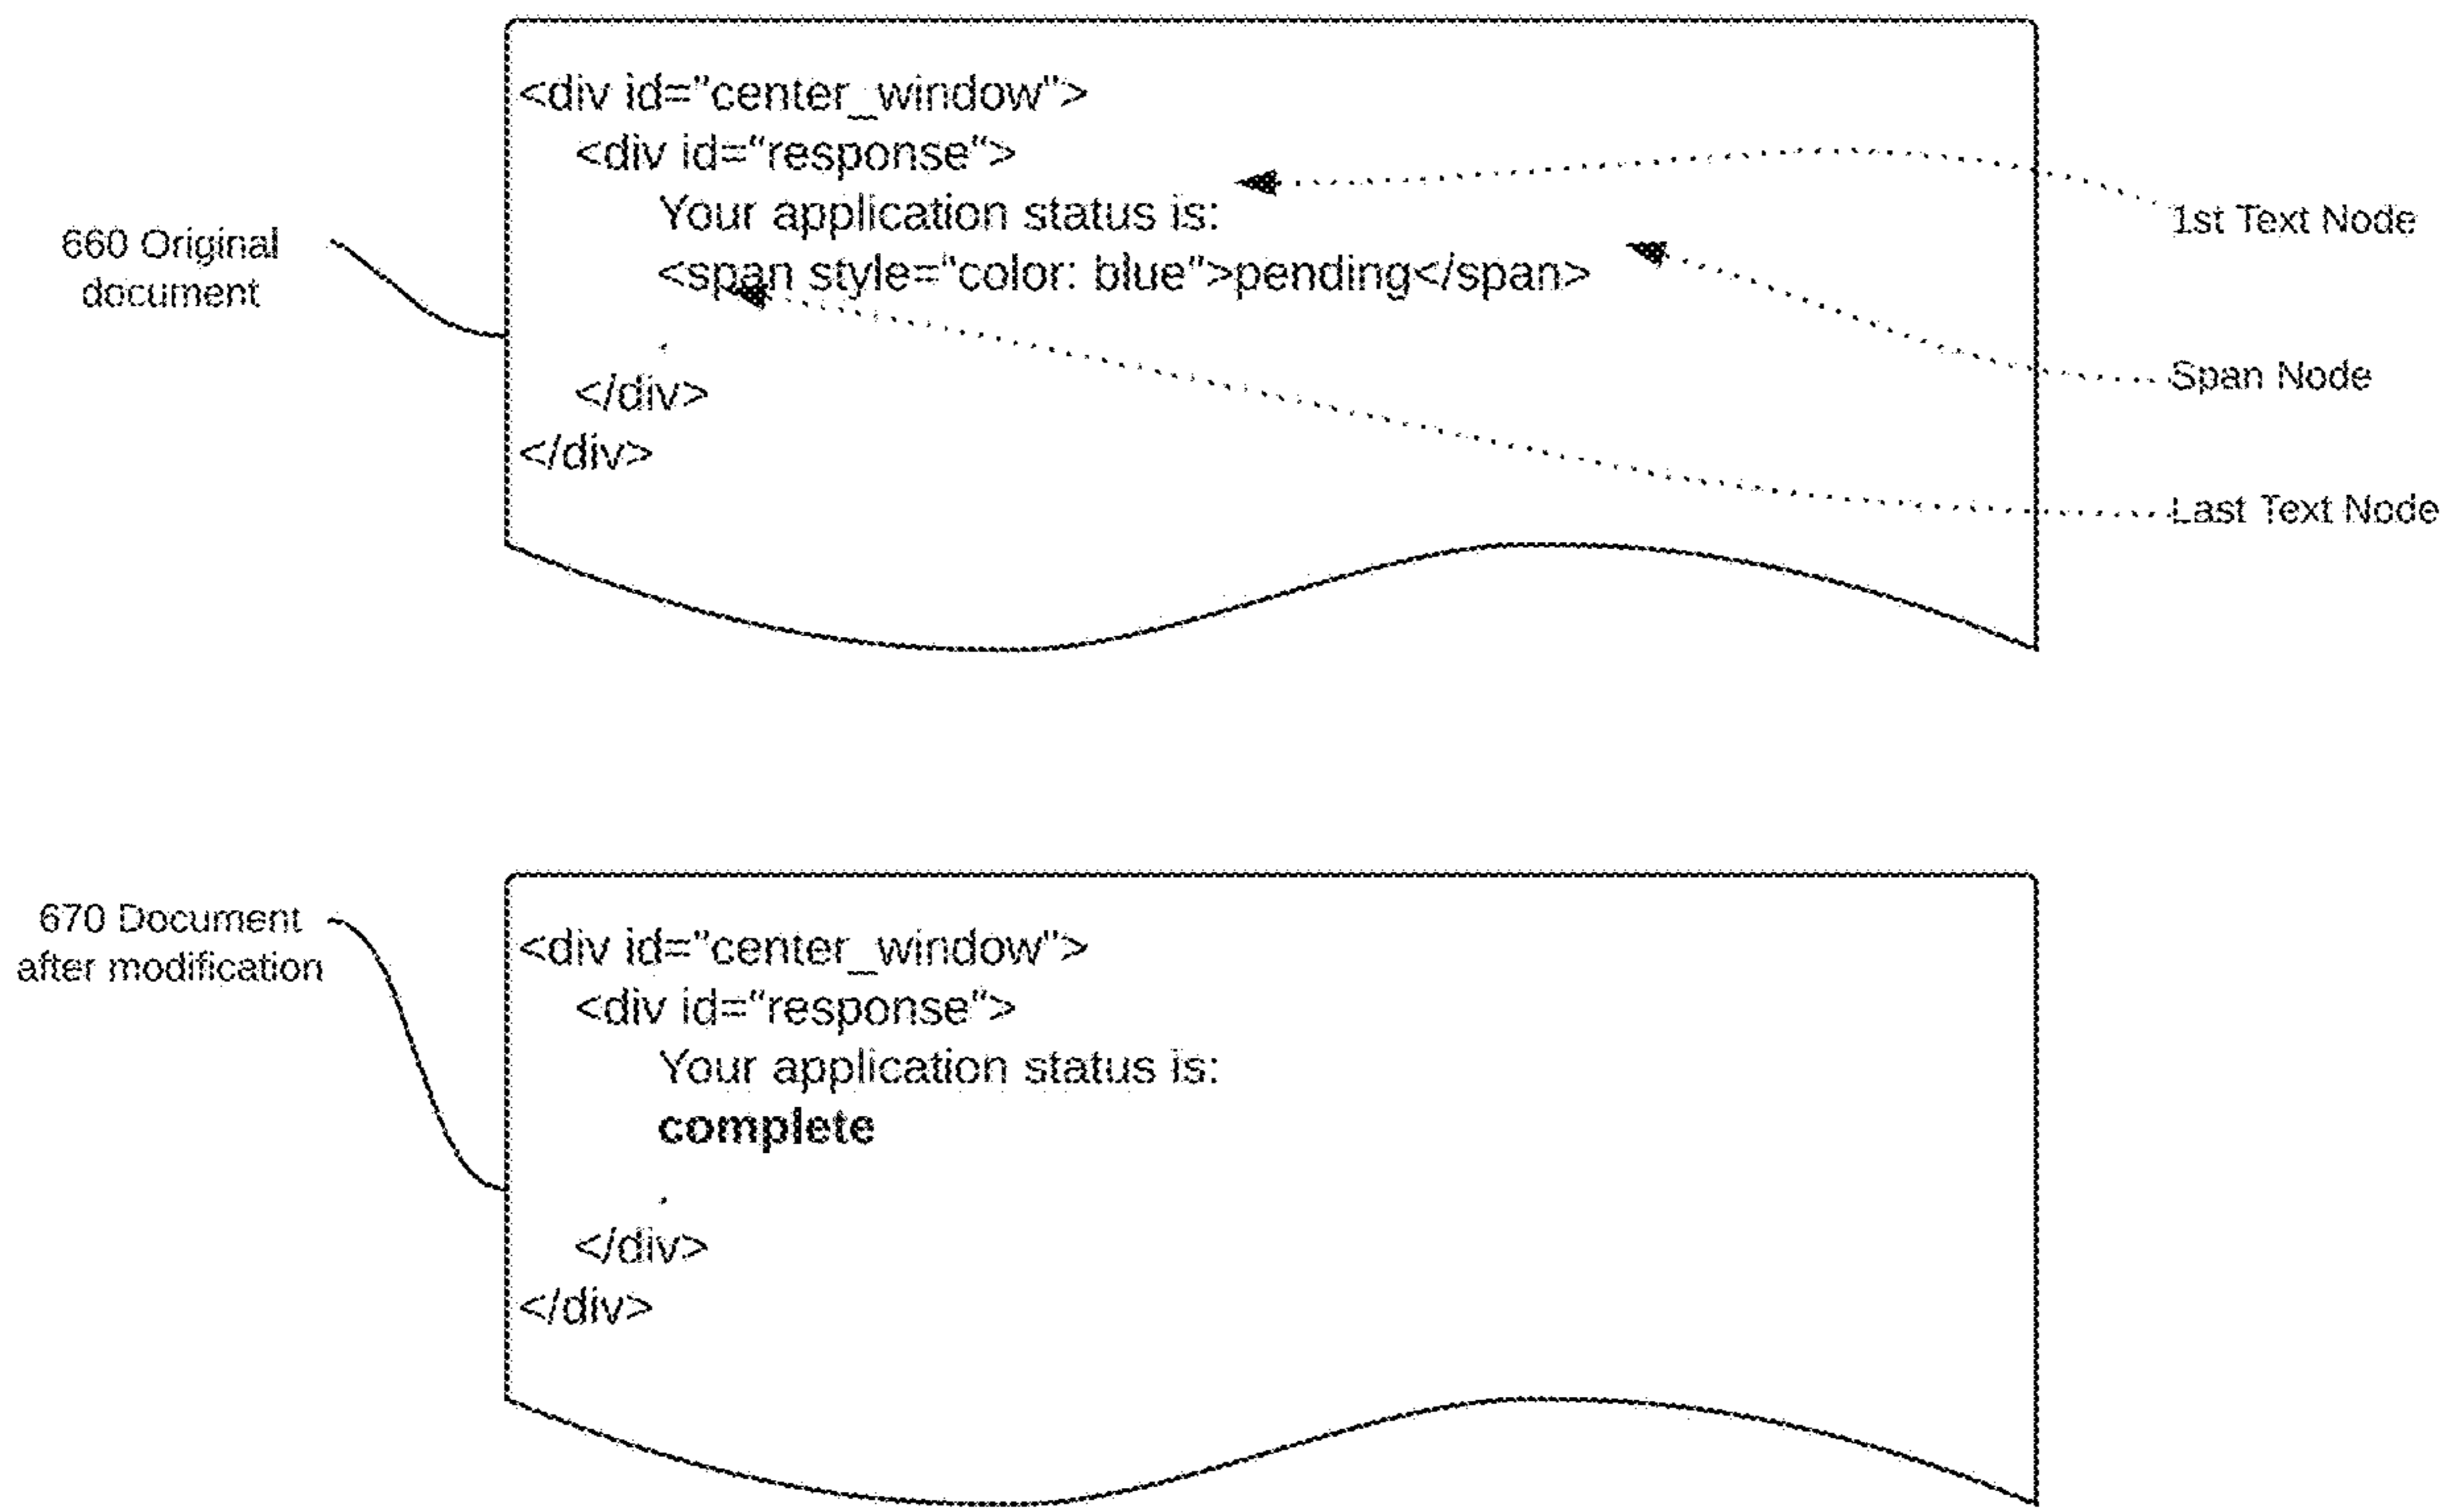 <div id="center_window">
<div id="response">
Your application status is:
<span style="color: blue">pending</span>
.
</div>
</div>
660 Original
document
1st Text Node
Span Node
Last Text Node
670 Document
after modification
<div id="center_window">
<div id="response">
Your application status is:
complete
.
</div>
</div>